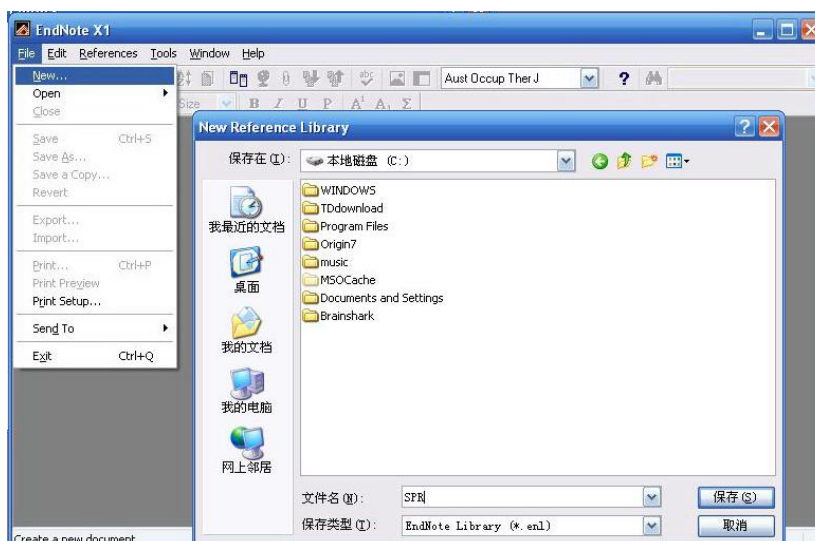 EndNote X1
File Edit References Tools Window Help
Aust Occup Ther J
?
New...
Open
Close
Save Ctrl+S
Save As...
Save a Copy...
Revert
Export...
Import...
Print... Ctrl+P
Print Preview
Print Setup...
Send To
Exit Ctrl+Q
Size B I U P A¹ A₁ Σ
New Reference Library
保存在(I): 本地磁盘 (C:)
我最近的文档
桌面
我的文档
我的电脑
网上邻居
WINDOWS
TDdownload
Program Files
Origin7
music
MSOCache
Documents and Settings
Brainshark
文件名(N): SPR 保存(S)
保存类型(T): EndNote Library (*.enl) 取消
Create a new document